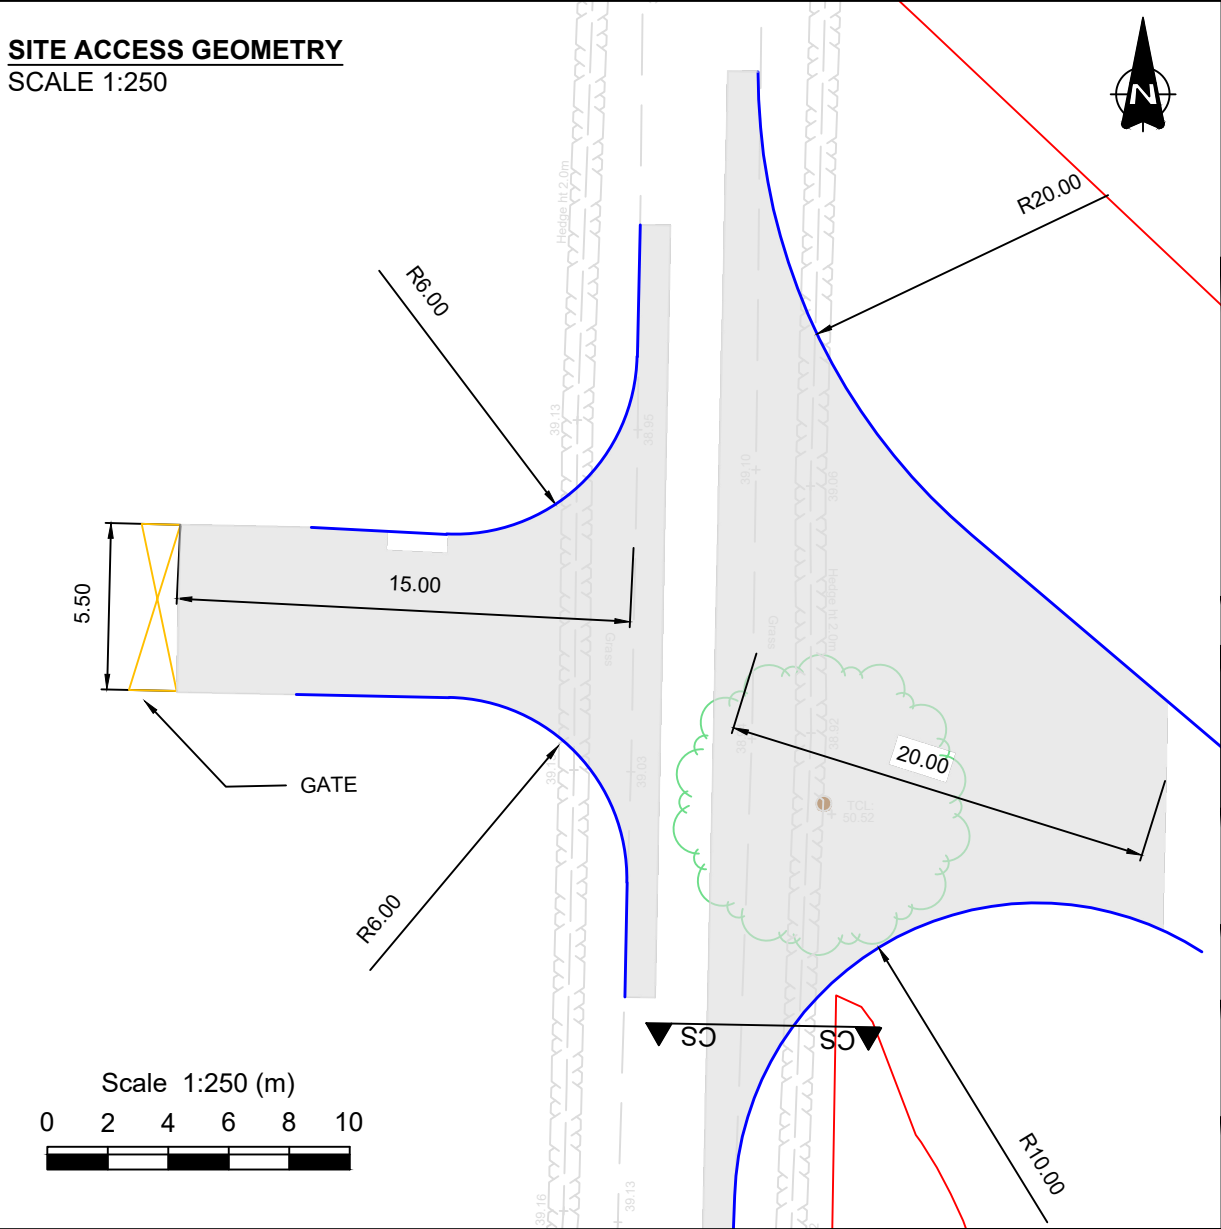 SITE ACCESS GEOMETRY
SCALE 1:250
N
R20.00
Hedge ht 2.0m
R6.00
39.13
38.95
39.10
39.06
5.50
15.00
Hedge ht 2.0m
Grass
Grass
38.92
20.00
39.03
GATE
TCL:
50.52
R6.00
CS
CS
Scale 1:250 (m)
0 2 4 6 8 10
R10.00
39.16
39.13